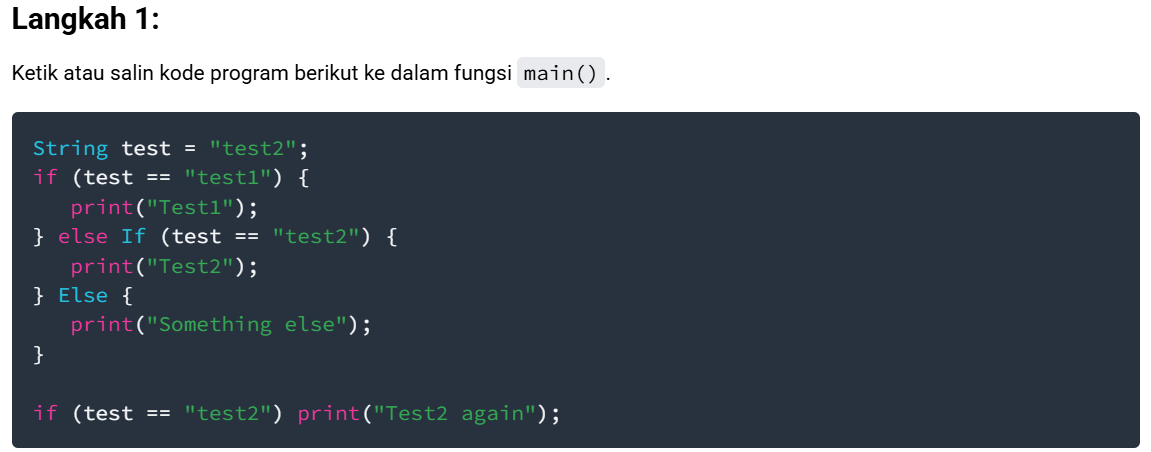 Langkah 1:
Ketik atau salin kode program berikut ke dalam fungsi main() .
String test = "test2";
if (test == "test1") {
   print("Test1");
} else If (test == "test2") {
   print("Test2");
} Else {
   print("Something else");
}
if (test == "test2") print("Test2 again");